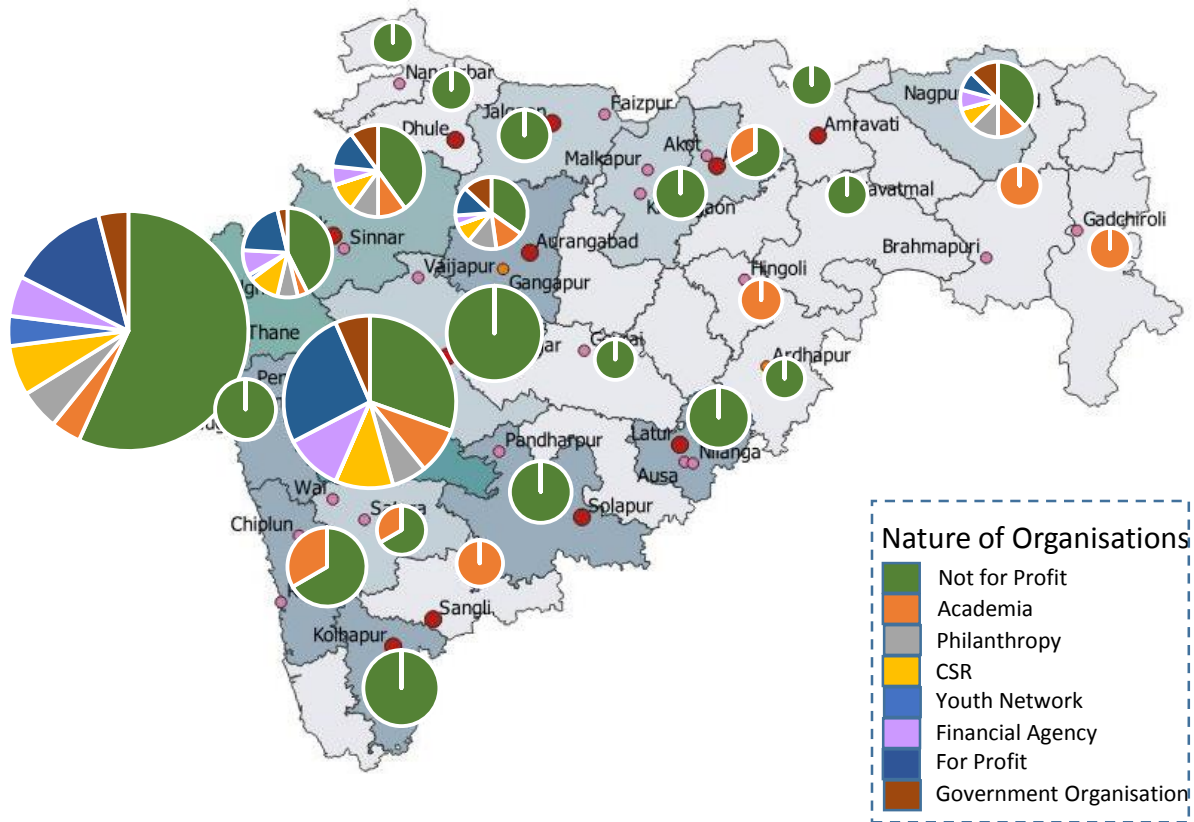 Nandurbar
Faizpur
Jalgaon
Dhule
Amravati
Akot
Malkapur
Sinnar
Aurangabad
Vaijapur
Gangapur
Hingoli
Brahmapuri
Gadchiroli
Thane
Ardhapur
Pandharpur
Latur
Nilanga
Ausa
Wai
Satara
Solapur
Chiplun
Sangli
Kolhapur
Nature of Organisations
Not for Profit
Academia
Philanthropy
CSR
Youth Network
Financial Agency
For Profit
Government Organisation